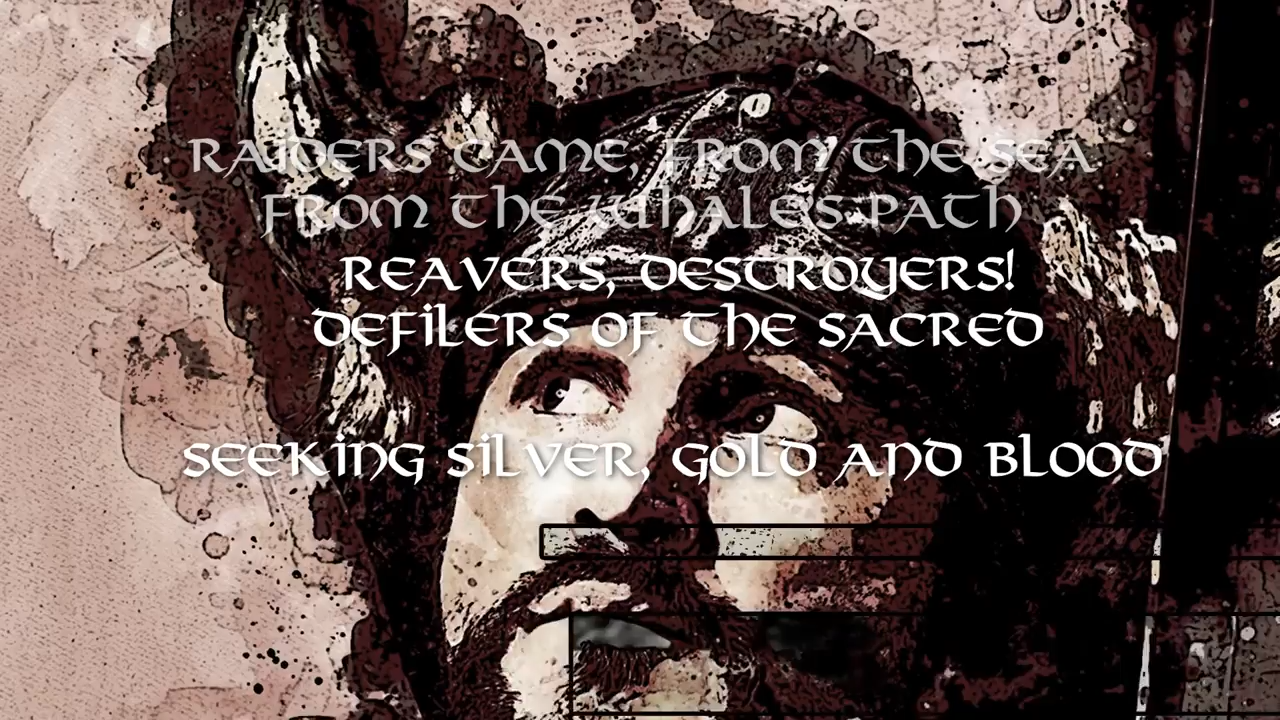 RAIDERS CAME, FROM THE SEA
FROM THE WHALE'S PATH
REAVERS, DESTROYERS!
DEFILERS OF THE SACRED
SEEKING SILVER, GOLD AND BLOOD